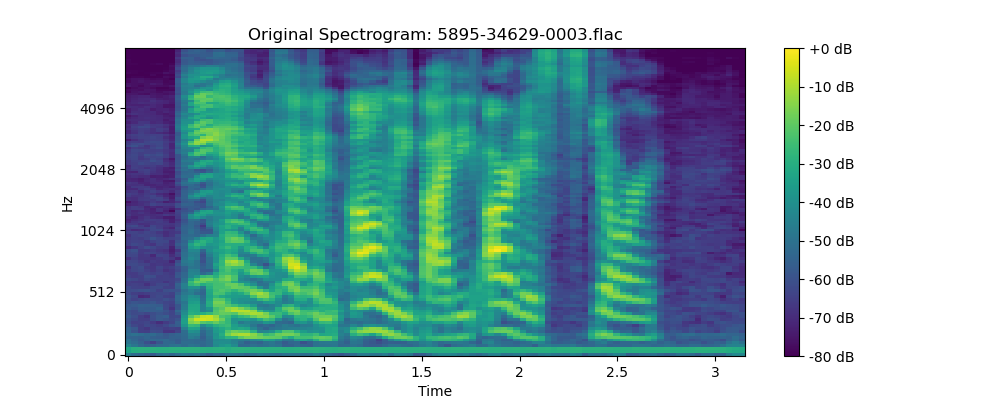 Original Spectrogram: 5895-34629-0003.flac
Hz
4096
2048
1024
512
0
0 0.5 1 1.5 2 2.5 3
Time
+0 dB
-10 dB
-20 dB
-30 dB
-40 dB
-50 dB
-60 dB
-70 dB
-80 dB